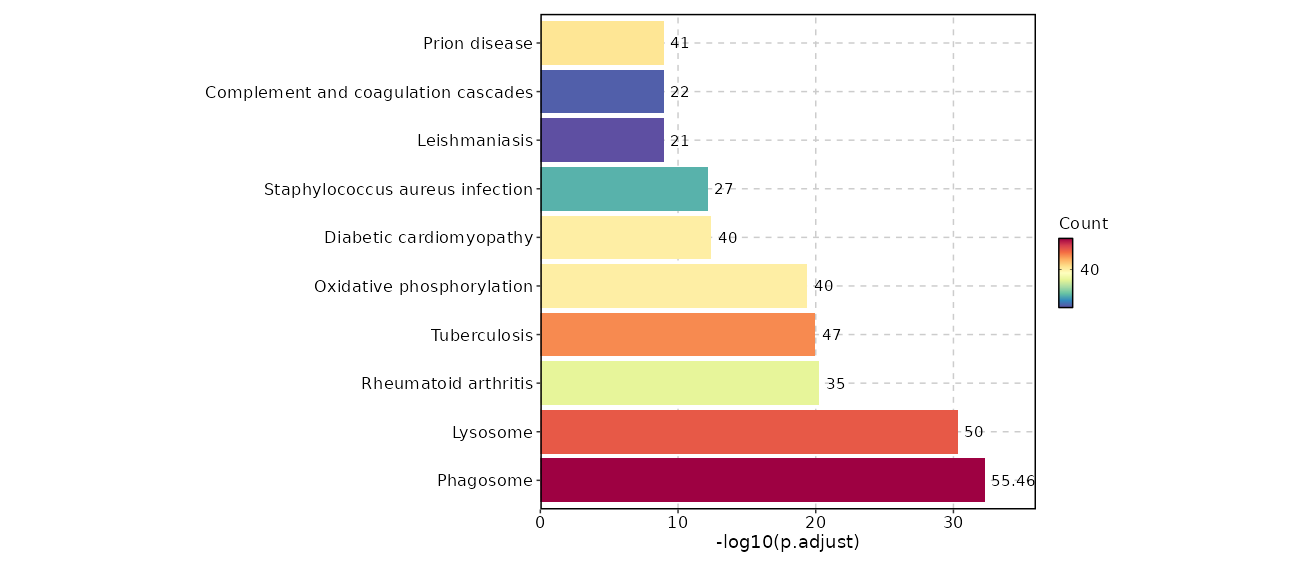 Prion disease 41
Complement and coagulation cascades 22
Leishmaniasis 21
Staphylococcus aureus infection 27
Diabetic cardiomyopathy 40
Oxidative phosphorylation 40
Tuberculosis 47
Rheumatoid arthritis 35
Lysosome 50
Phagosome 55.46
0 10 20 30
-log10(p.adjust)
Count
40